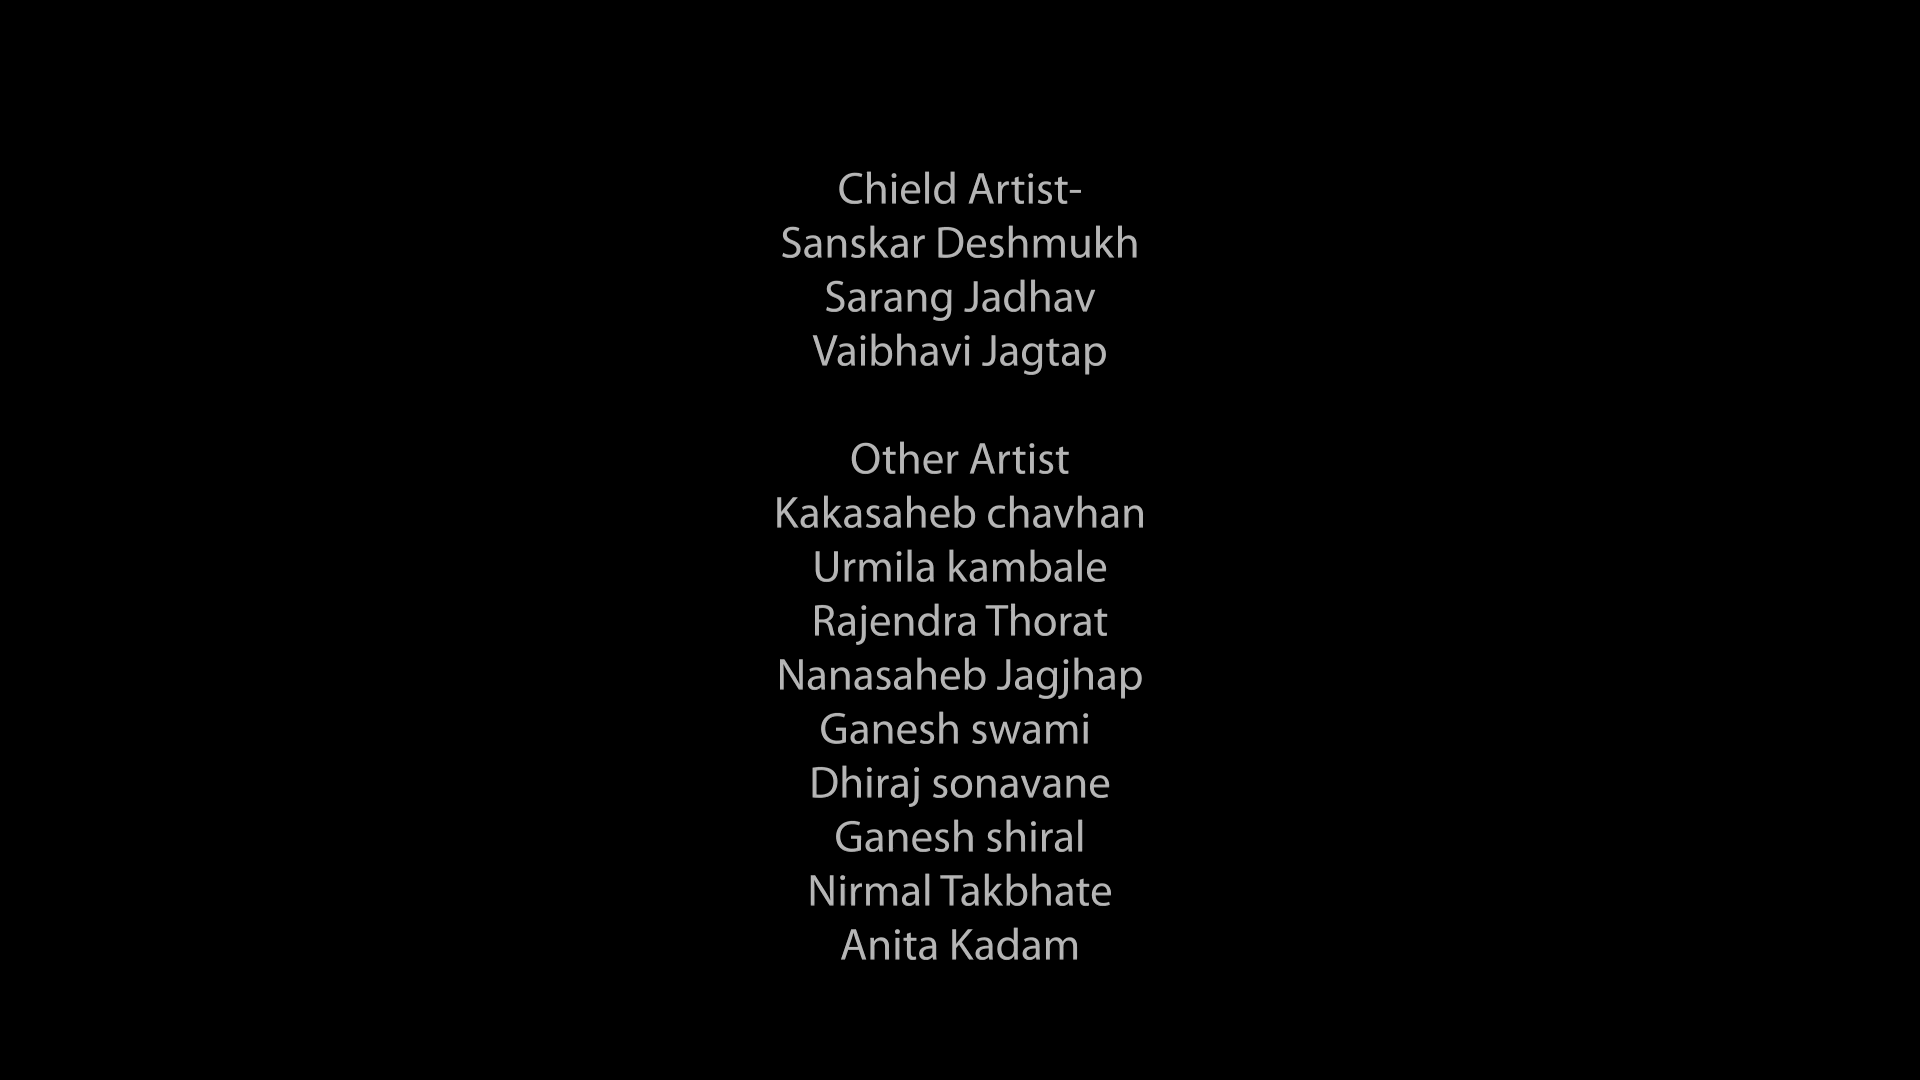 Chield Artist-
Sanskar Deshmukh
Sarang Jadhav
Vaibhavi Jagtap
Other Artist
Kakasaheb chavhan
Urmila kambale
Rajendra Thorat
Nanasaheb Jagjhap
Ganesh swami
Dhiraj sonavane
Ganesh shiral
Nirmal Takbhate
Anita Kadam